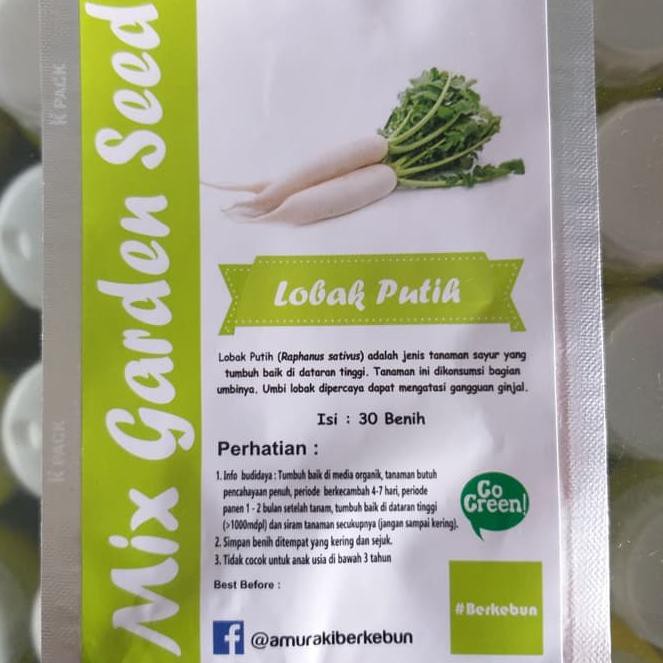 K PACK
K PACK
Mix Garden Seed
Lobak Putih
Lobak Putih (Raphanus sativus) adalah jenis tanaman sayur yang
tumbuh baik di dataran tinggi. Tanaman ini dikonsumsi bagian
umbinya. Umbi lobak dipercaya dapat mengatasi gangguan ginjal.
Isi : 30 Benih
Perhatian :
1. Info budidaya : Tumbuh baik di media organik, tanaman butuh
pencahayaan penuh, periode berkecambah 4-7 hari, periode
panen 1 - 2 bulan setelah tanam, tumbuh baik di dataran tinggi
(>1000mdpl) dan siram tanaman secukupnya (jangan sampai kering).
2. Simpan benih ditempat yang kering dan sejuk.
3. Tidak cocok untuk anak usia di bawah 3 tahun
Go
Green!
Best Before :
#Berkebun
f @amurakiberkebun